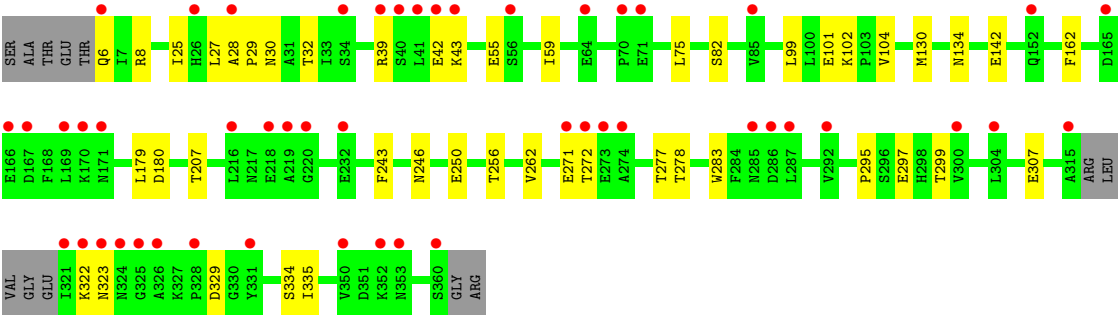 SER ALA THR GLU THR Q6 I7 R8 I25 H26 L27 A28 P29 N30 A31 T32 I33 S34 R39 S40 L41 E42 K43 E55 S56 I59 E64 P70 E71 L75 S82 V85 L99 L100 E101 K102 P103 V104 M130 N134 E142 Q152 F162 D165
E166 D167 F168 L169 K170 N171 L179 D180 T207 L216 N217 E218 A219 G220 E232 F243 N246 E250 T256 V262 E271 T272 E273 A274 T277 T278 W283 F284 N285 D286 L287 V292 P295 S296 E297 H298 T299 V300 L304 E307 A315 ARG LEU
VAL GLY GLU I321 K322 N323 N324 G325 A326 K327 P328 D329 G330 Y331 S334 I335 V350 D351 K352 N353 S360 GLY ARG